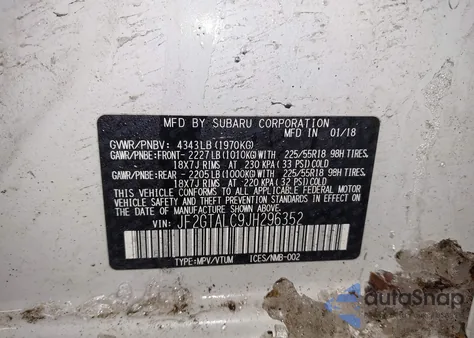 MFD BY SUBARU CORPORATION
MFD IN 01/18
GVWR/PNBV: 4343LB(1970KG)
GAWR/PNBE:FRONT-2227LB(1010KG)WITH 225/55R18 98H TIRES.
18X7J RIMS AT 230 KPA(33 PSI)COLD
GAWR/PNBE:REAR -2205LB(1000KG)WITH 225/55R18 98H TIRES.
18X7J RIMS AT 220 KPA(32 PSI)COLD
THIS VEHICLE CONFORMS TO ALL APPLICABLE FEDERAL MOTOR
VEHICLE SAFETY, BUMPER, AND THEFT PREVENTION STANDARDS
IN EFFECT ON THE DATE OF MANUFACTURE SHOWN ABOVE.
VIN: JF2GTALC9JH296352
TYPE:MPV/VTUM ICES/NMB-002
AutoSnap